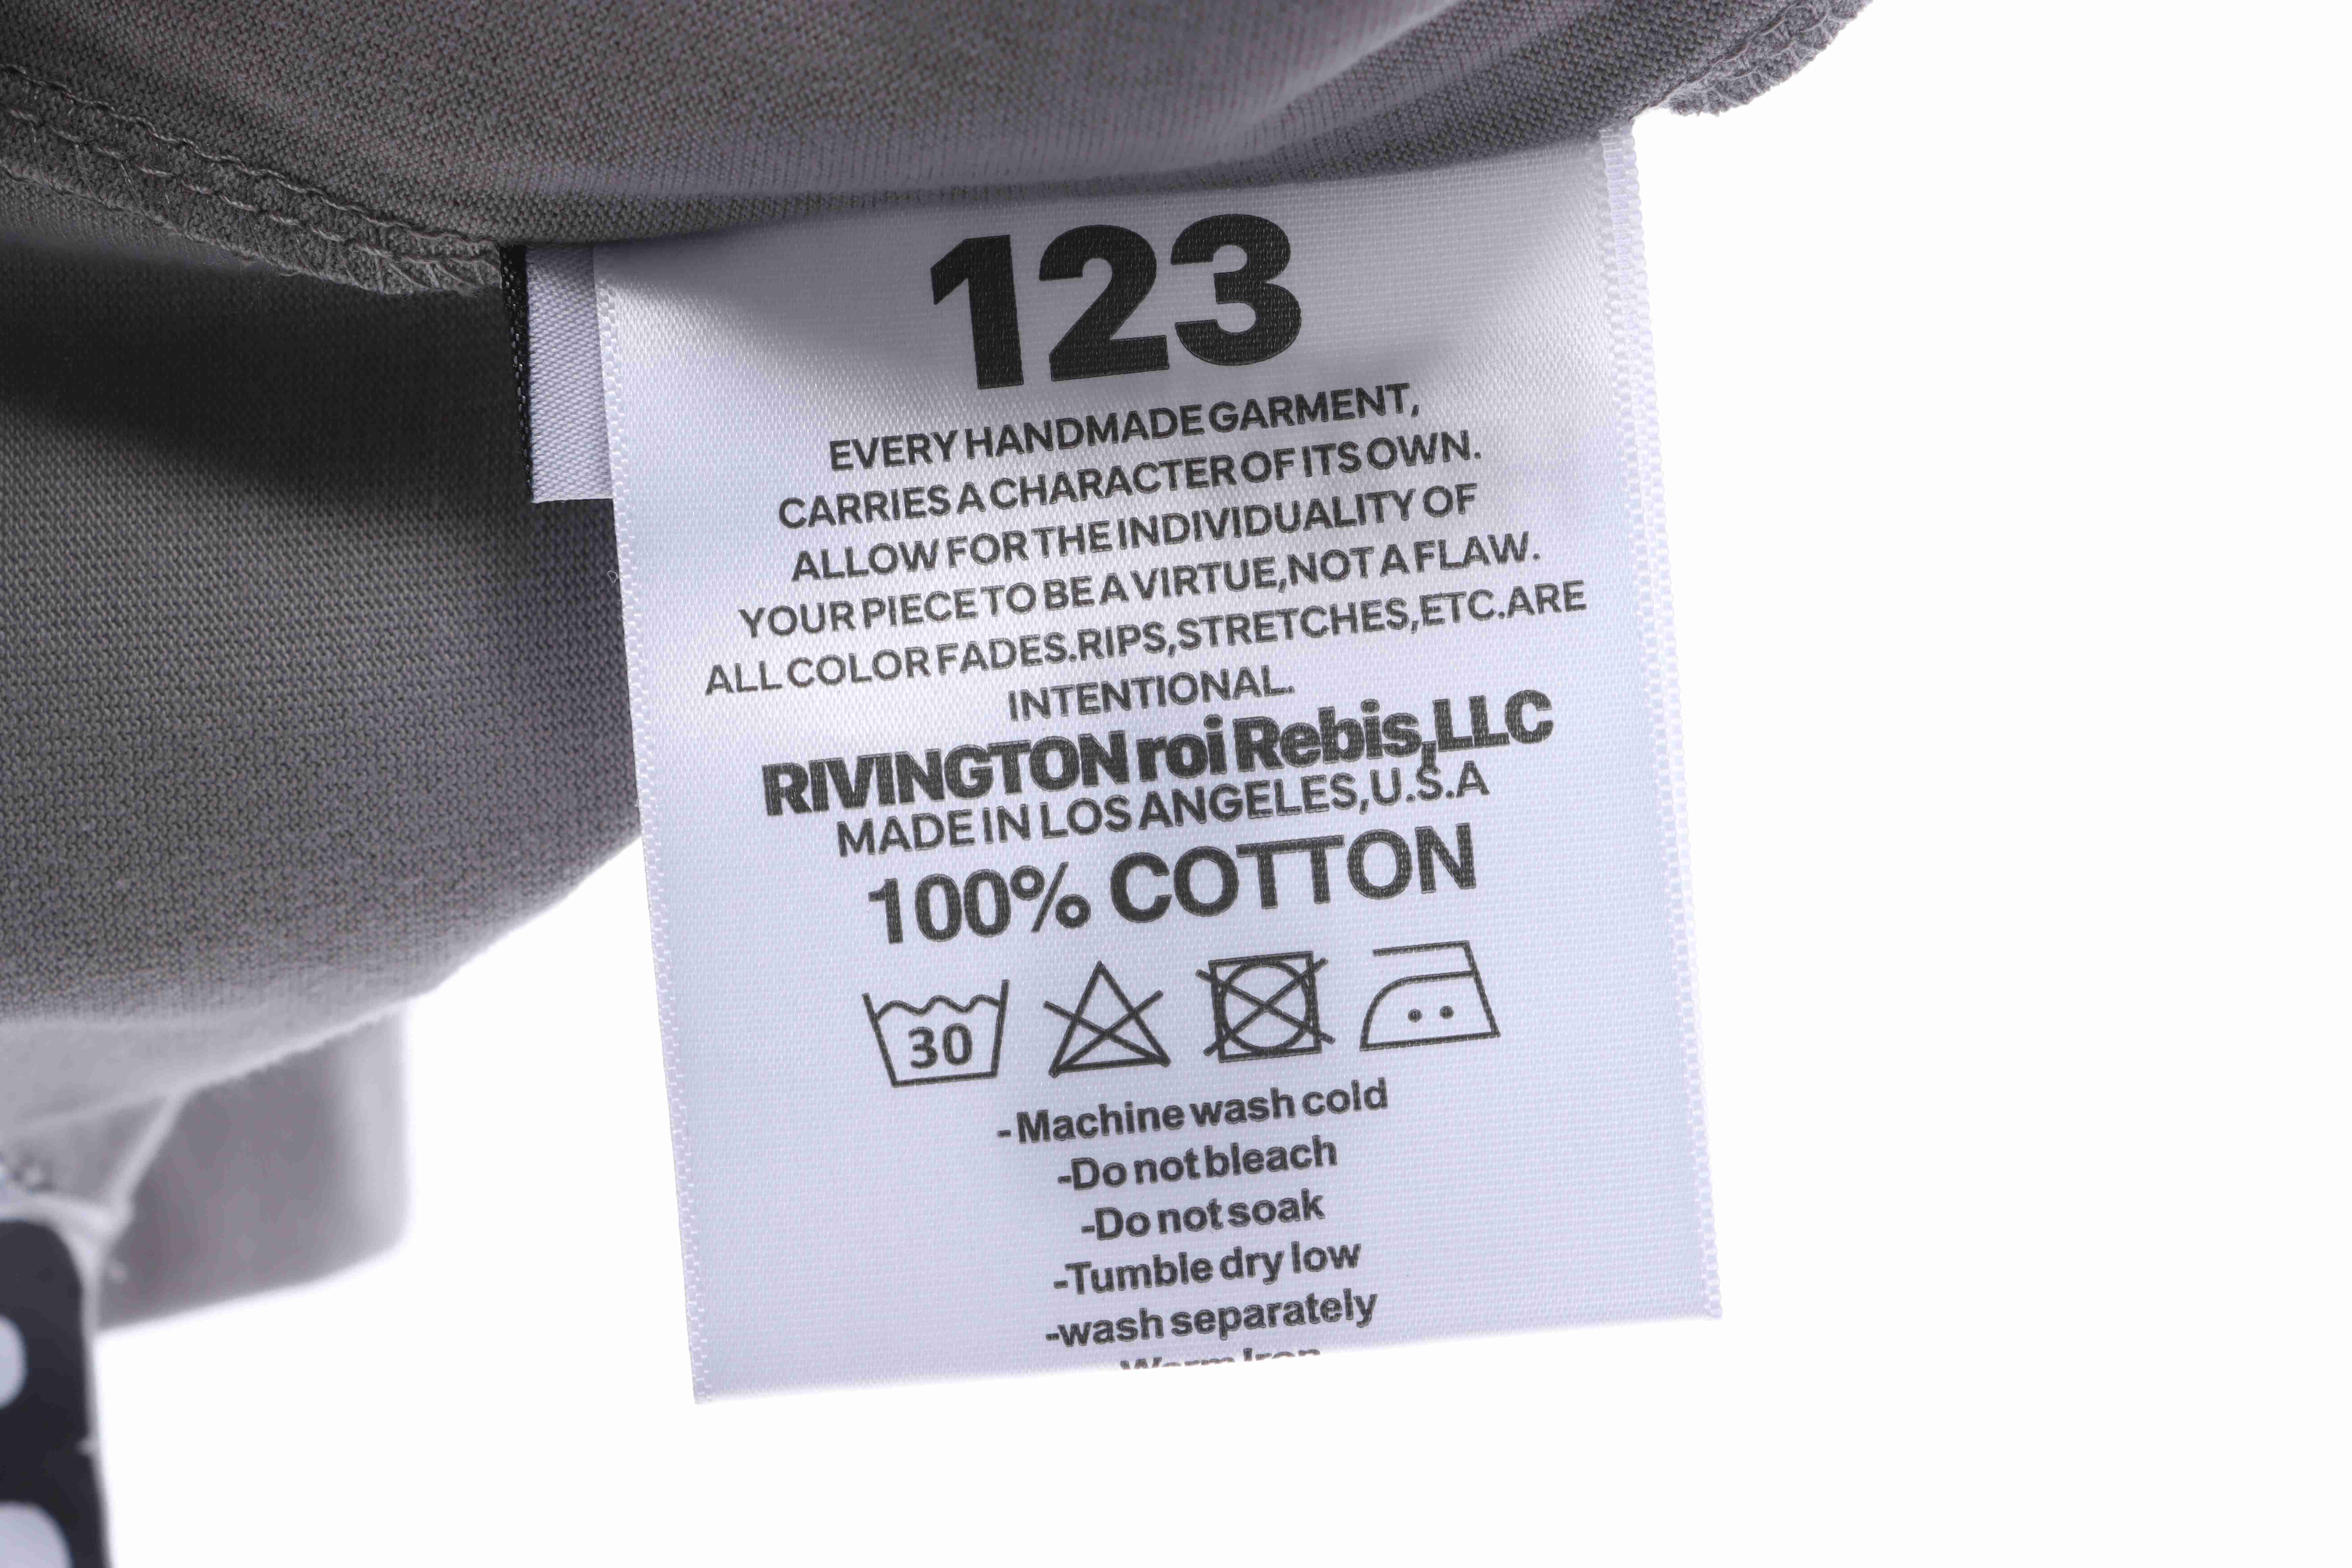 123
EVERY HANDMADE GARMENT,
CARRIES A CHARACTER OF ITS OWN.
ALLOW FOR THE INDIVIDUALITY OF
YOUR PIECE TO BE A VIRTUE,NOT A FLAW.
ALL COLOR FADES.RIPS,STRETCHES,ETC.ARE
INTENTIONAL.
RIVINGTON roi Rebis,LLC
MADE IN LOS ANGELES,U.S.A
100% COTTON
30
-Machine wash cold
-Do not bleach
-Do not soak
-Tumble dry low
-wash separately
Warm Iron